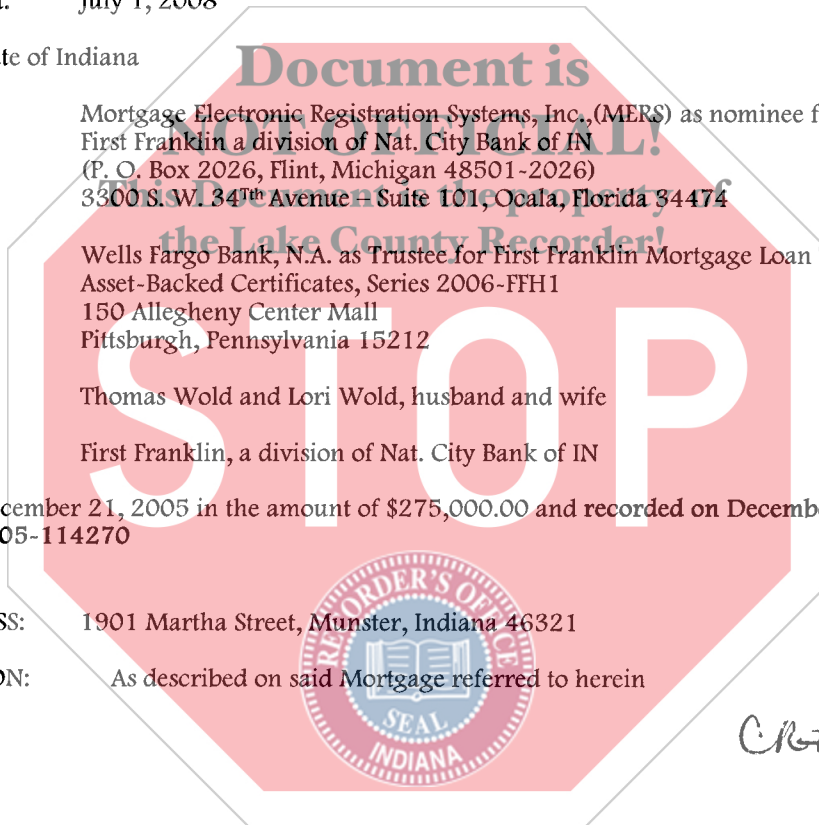 July 1, 2008
te of Indiana
Document is
Mortgage Electronic Registration Systems, Inc.,(MERS) as nominee f
NOT OFFICIAL!
First Franklin a division of Nat. City Bank of IN
(P. O. Box 2026, Flint, Michigan 48501-2026)
This Document is the property of
3300 S. W. 34Th Avenue – Suite 101, Ocala, Florida 34474
the Lake County Recorder!
Wells Fargo Bank, N.A. as Trustee for First Franklin Mortgage Loan
Asset-Backed Certificates, Series 2006-FFH1
150 Allegheny Center Mall
Pittsburgh, Pennsylvania 15212
STOP
Thomas Wold and Lori Wold, husband and wife
First Franklin, a division of Nat. City Bank of IN
cember 21, 2005 in the amount of $275,000.00 and recorded on Decemb
05-114270
RECORDER'S OFFICE
SS: 1901 Martha Street, Munster, Indiana 46321
ON: As described on said Mortgage referred to herein
SEAL
INDIANA